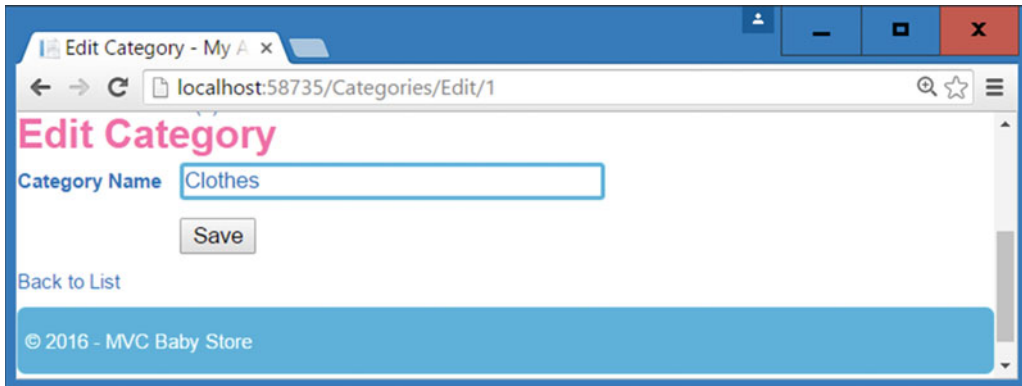 Edit Category - My A
localhost:58735/Categories/Edit/1
Edit Category
Category Name Clothes
Save
Back to List
© 2016 - MVC Baby Store